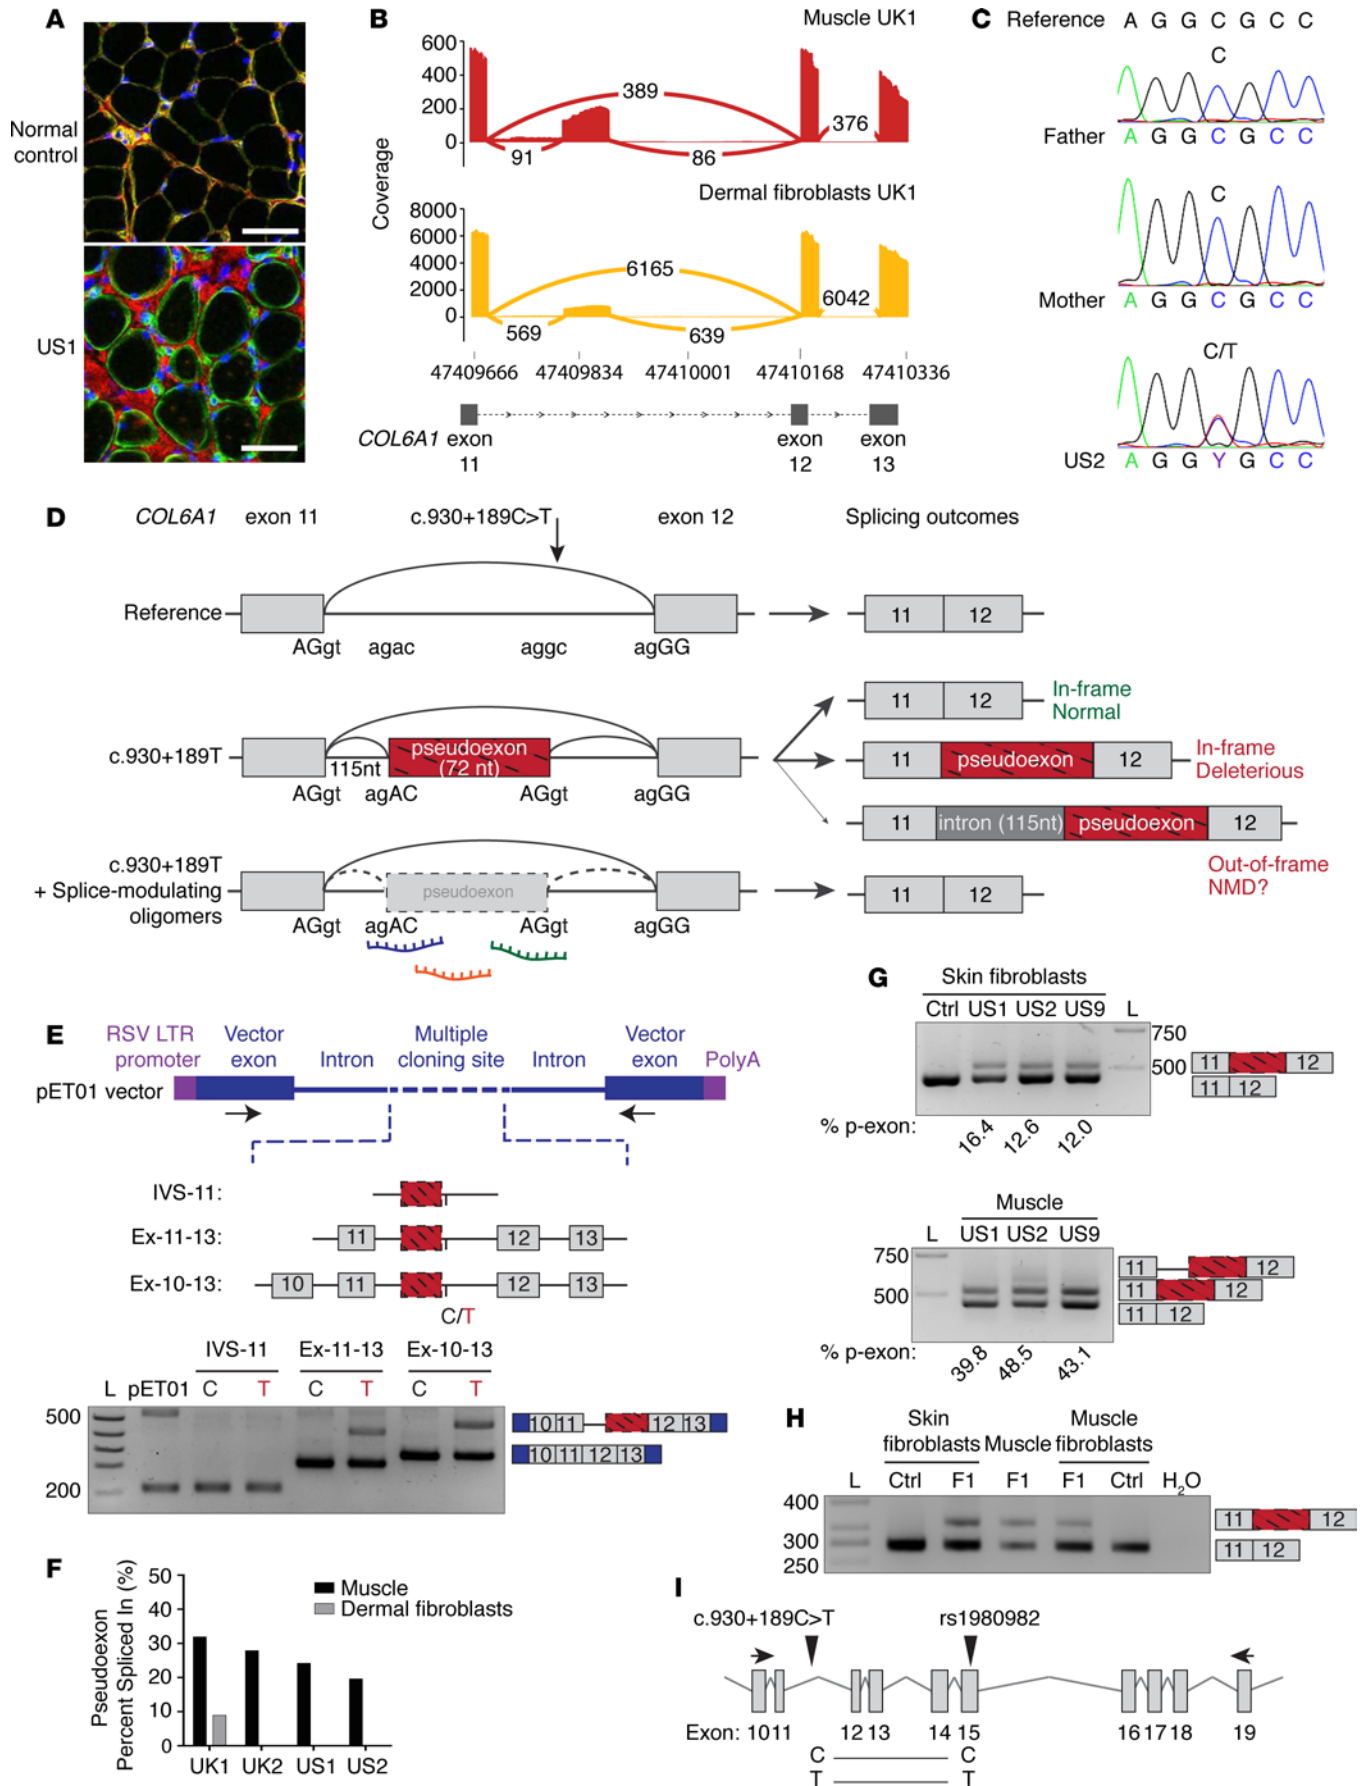 A
Normal
control
US1
B
Muscle UK1
600
400
200
0
389
91
86
376
Coverage
Dermal fibroblasts UK1
8000
6000
4000
2000
0
6165
569
639
6042
47409666
47409834
47410001
47410168
47410336
COL6A1
exon
11
exon
12
exon
13
C
Reference
A G G C G C C
C
Father
A G G C G C C
C
Mother
A G G C G C C
C/T
US2
A G G Y G C C
D
COL6A1 exon 11 c.930+189C>T exon 12 Splicing outcomes
Reference
AGgt agac aggc agGG
11 12
c.930+189T
115nt
pseudoexon
(72 nt)
AGgt agAC AGgt agGG
11 12
In-frame
Normal
11 pseudoexon 12
In-frame
Deleterious
11 intron (115nt) pseudoexon 12
Out-of-frame
NMD?
c.930+189T
+ Splice-modulating
oligomers
pseudoexon
AGgt agAC AGgt agGG
11 12
E
RSV LTR
promoter
Vector
exon
Intron
Multiple
cloning site
Intron
Vector
exon
PolyA
pET01 vector
IVS-11:
Ex-11-13:
11 12 13
Ex-10-13:
10 11 12 13
C/T
IVS-11 Ex-11-13 Ex-10-13
L pET01 C T C T C T
500
200
10 11 12 13
10 11 12 13
F
50
40
30
20
10
0
Pseudoexon
Percent Spliced In (%)
Muscle
Dermal fibroblasts
UK1 UK2 US1 US2
G
Skin fibroblasts
Ctrl US1 US2 US9 L
750
500
11 12
11 12
% p-exon:
16.4 12.6 12.0
Muscle
L US1 US2 US9
750
500
11 12
11 12
11 12
% p-exon:
39.8 48.5 43.1
H
Skin
fibroblasts
Muscle
Muscle
fibroblasts
L Ctrl F1 F1 F1 Ctrl H2O
400
300
250
11 12
11 12
I
c.930+189C>T rs1980982
Exon: 10 11 12 13 14 15 16 17 18 19
C C
T T